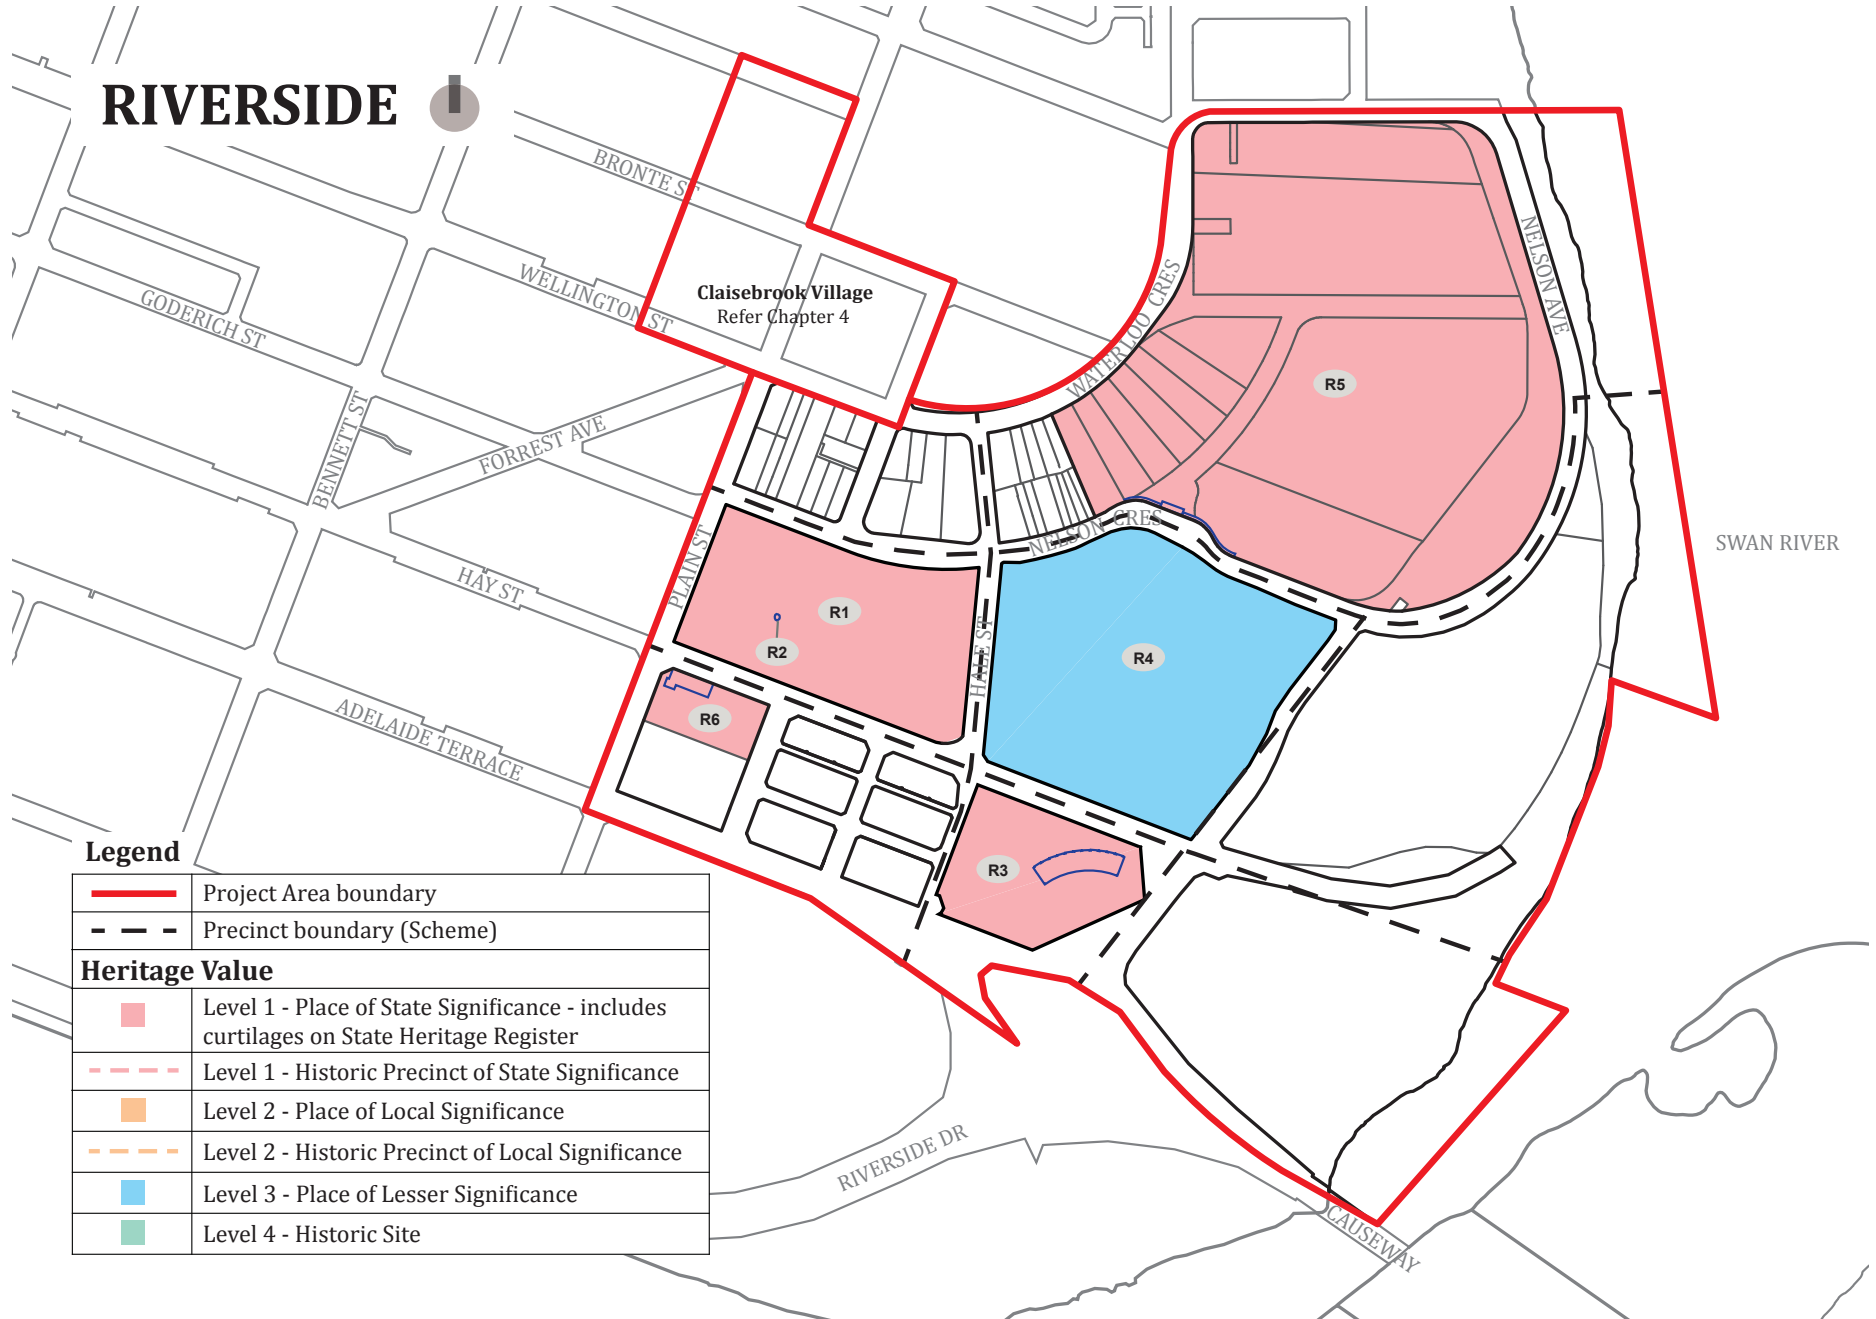 RIVERSIDE
BRONTE ST
WELLINGTON ST
GODERICH ST
Claisebrook Village
Refer Chapter 4
WATERLOO CRES
NELSON AVE
R5
BENNETT ST
FORREST AVE
NELSON CRES
SWAN RIVER
PLAIN ST
HAY ST
R1
R2
HALE ST
R4
R6
ADELAIDE TERRACE
R3
RIVERSIDE DR
CAUSEWAY
Legend
Project Area boundary
Precinct boundary (Scheme)
Heritage Value
Level 1 - Place of State Significance - includes
curtilages on State Heritage Register
Level 1 - Historic Precinct of State Significance
Level 2 - Place of Local Significance
Level 2 - Historic Precinct of Local Significance
Level 3 - Place of Lesser Significance
Level 4 - Historic Site